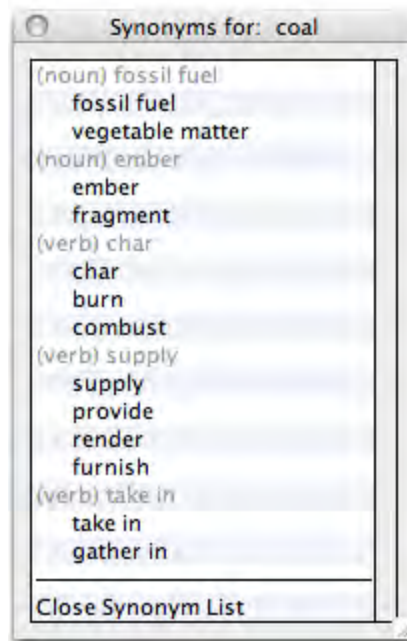 Synonyms for: coal
(noun) fossil fuel
fossil fuel
vegetable matter
(noun) ember
ember
fragment
(verb) char
char
burn
combust
(verb) supply
supply
provide
render
furnish
(verb) take in
take in
gather in
Close Synonym List